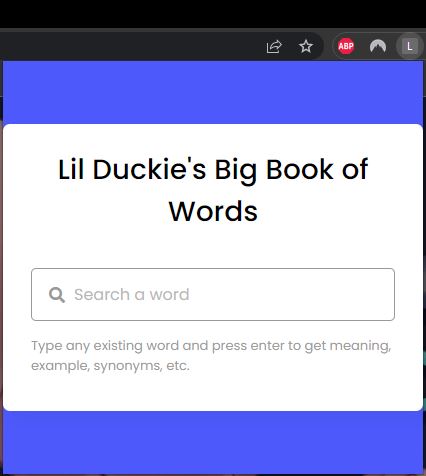 ABP
L
Lil Duckie's Big Book of
Words
Search a word
Type any existing word and press enter to get meaning,
example, synonyms, etc.